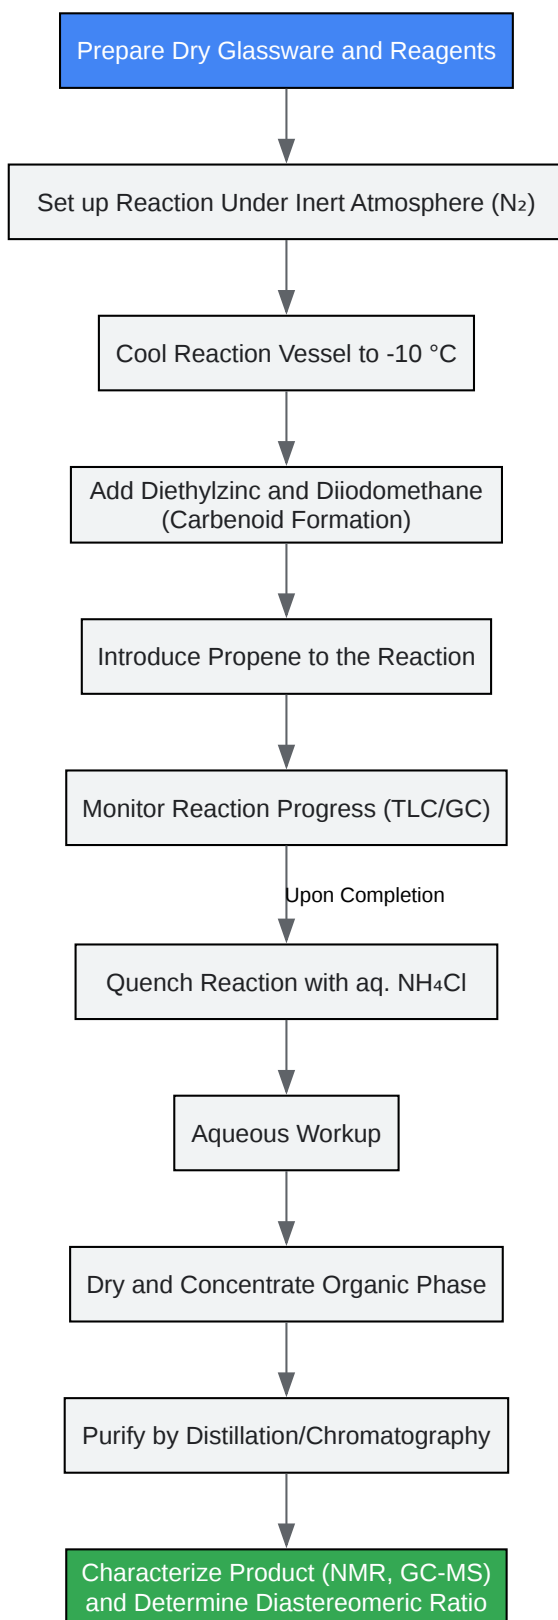 Prepare Dry Glassware and Reagents
Set up Reaction Under Inert Atmosphere (N₂)
Cool Reaction Vessel to -10 °C
Add Diethylzinc and Diiodomethane
(Carbenoid Formation)
Introduce Propene to the Reaction
Monitor Reaction Progress (TLC/GC)
Upon Completion
Quench Reaction with aq. NH₄Cl
Aqueous Workup
Dry and Concentrate Organic Phase
Purify by Distillation/Chromatography
Characterize Product (NMR, GC-MS)
and Determine Diastereomeric Ratio